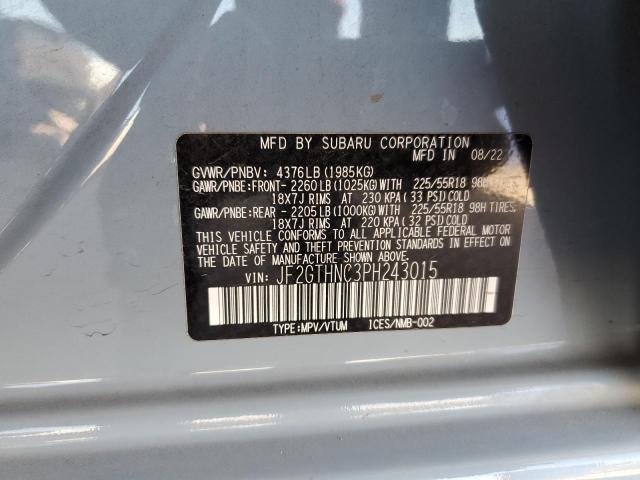 MFD BY SUBARU CORPORATION 08/22
GVWR/PNBV: 4376LB(1985KG)
GAWR/PNBE:FRONT- 2260LB(1025KG)WITH 225/55R18 98H TIRES,
18X7J RIMS AT 230 KPA (33 PSI)COLD
GAWR/PNBE:REAR - 2205LB(1000KG)WITH 225/55R18 98H TIRES,
18X7J RIMS AT 220 KPA (32 PSI)COLD
THIS VEHICLE CONFORMS TO ALL APPLICABLE FEDERAL MOTOR
VEHICLE SAFETY AND THEFT PREVENTION STANDARDS IN EFFECT ON
THE DATE OF MANUFACTURE SHOWN ABOVE.
VIN: JF2GTHNC3PH243015
TYPE:MPV/VTUM ICES/NMB-002